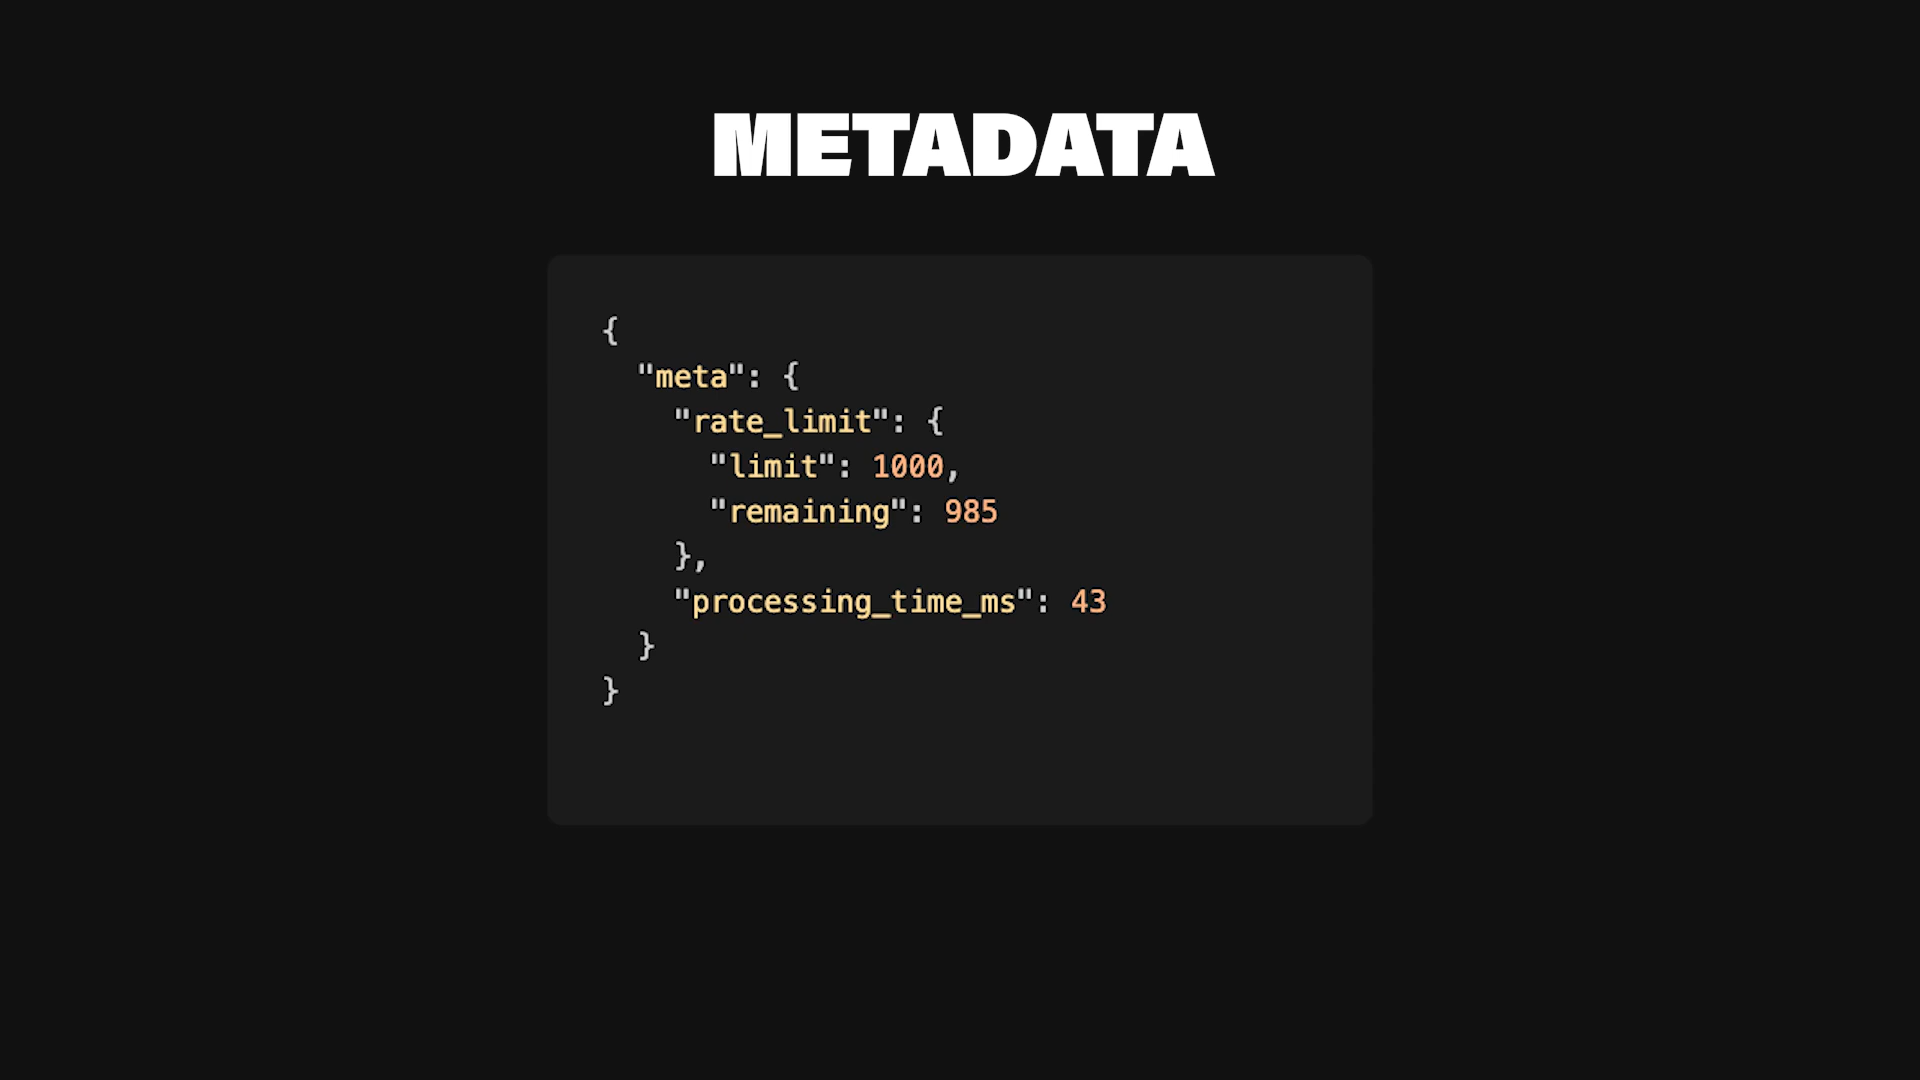 METADATA
{
  "meta": {
    "rate_limit": {
      "limit": 1000,
      "remaining": 985
    },
    "processing_time_ms": 43
  }
}